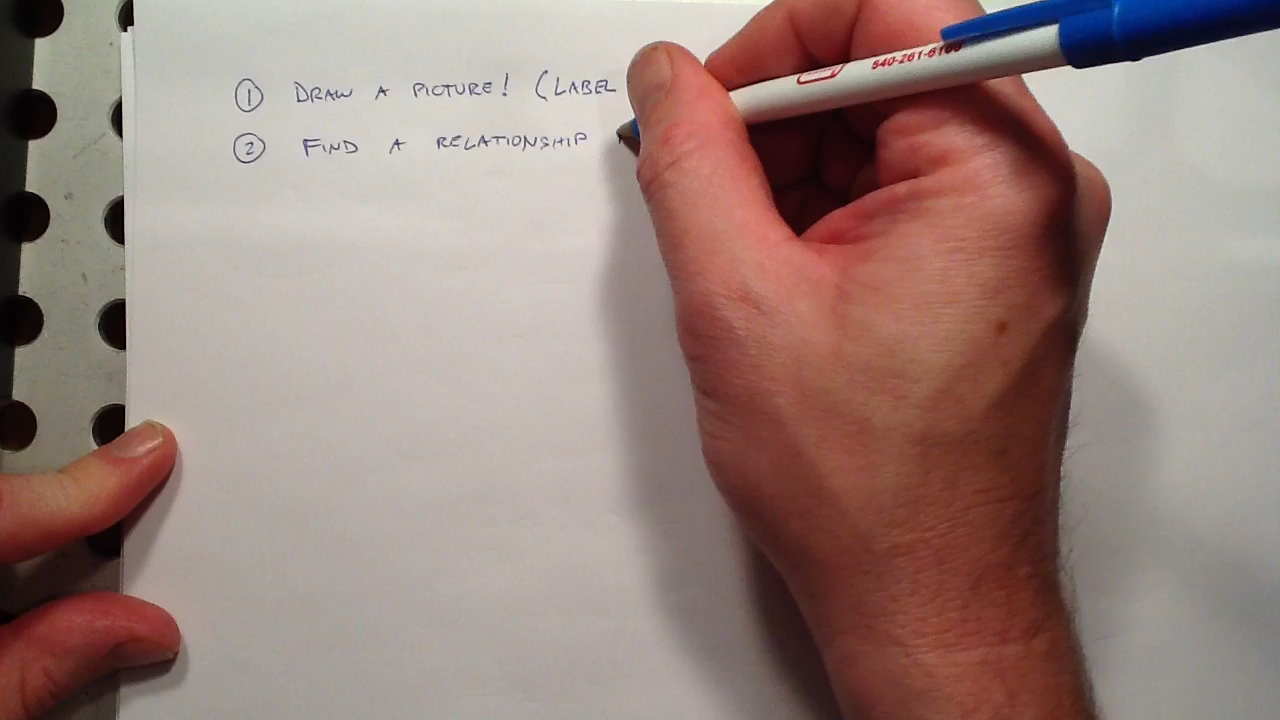 ① DRAW A PICTURE! (LABEL
② FIND A RELATIONSHIP